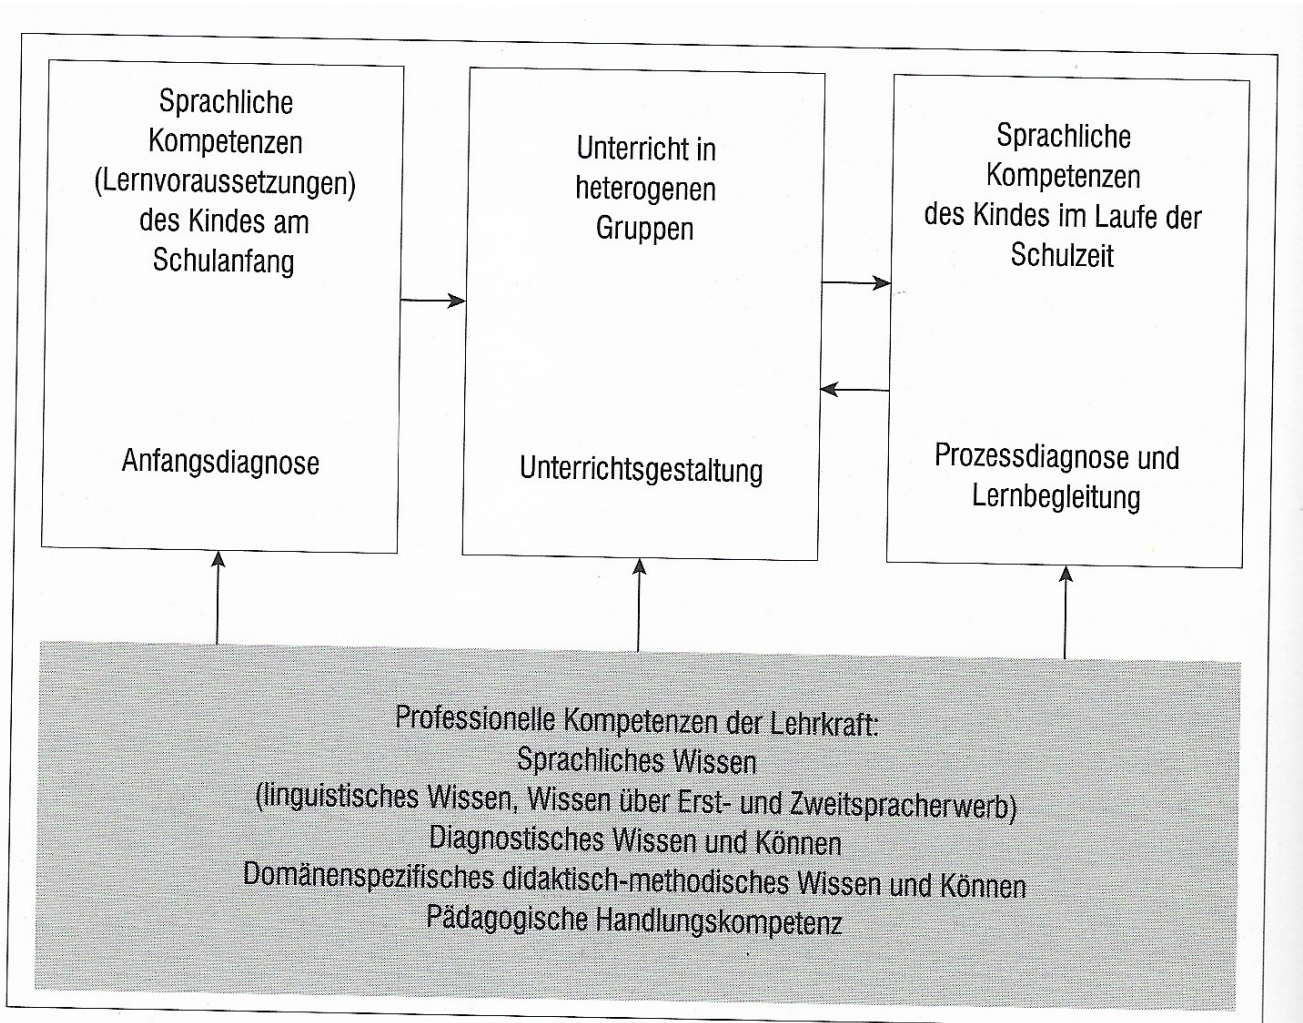 Sprachliche
Kompetenzen
(Lernvoraussetzungen)
des Kindes am
Schulanfang
Anfangsdiagnose
Unterricht in
heterogenen
Gruppen
Unterrichtsgestaltung
Sprachliche
Kompetenzen
des Kindes im Laufe der
Schulzeit
Prozessdiagnose und
Lernbegleitung
Professionelle Kompetenzen der Lehrkraft:
Sprachliches Wissen
(linguistisches Wissen, Wissen über Erst- und Zweitspracherwerb)
Diagnostisches Wissen und Können
Domänenspezifisches didaktisch-methodisches Wissen und Können
Pädagogische Handlungskompetenz